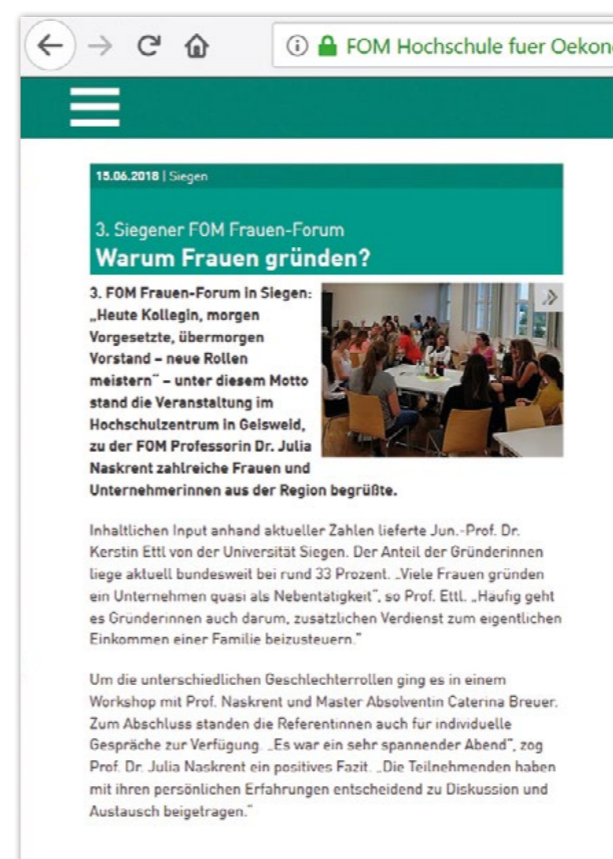 FOM Hochschule fuer Oekon
15.06.2018 | Siegen
3. Siegener FOM Frauen-Forum
Warum Frauen gründen?
3. FOM Frauen-Forum in Siegen:
„Heute Kollegin, morgen
Vorgesetzte, übermorgen
Vorstand – neue Rollen
meistern“ – unter diesem Motto
stand die Veranstaltung im
Hochschulzentrum in Geisweid,
zu der FOM Professorin Dr. Julia
Naskrent zahlreiche Frauen und
Unternehmerinnen aus der Region begrüßte.
Inhaltlichen Input anhand aktueller Zahlen lieferte Jun.-Prof. Dr.
Kerstin Ettl von der Universität Siegen. Der Anteil der Gründerinnen
liege aktuell bundesweit bei rund 33 Prozent. „Viele Frauen gründen
ein Unternehmen quasi als Nebentätigkeit“, so Prof. Ettl. „Häufig geht
es Gründerinnen auch darum, zusätzlichen Verdienst zum eigentlichen
Einkommen einer Familie beizusteuern.“
Um die unterschiedlichen Geschlechterrollen ging es in einem
Workshop mit Prof. Naskrent und Master Absolventin Caterina Breuer.
Zum Abschluss standen die Referentinnen auch für individuelle
Gespräche zur Verfügung. „Es war ein sehr spannender Abend“, zog
Prof. Dr. Julia Naskrent ein positives Fazit. „Die Teilnehmenden haben
mit ihren persönlichen Erfahrungen entscheidend zu Diskussion und
Austausch beigetragen.“